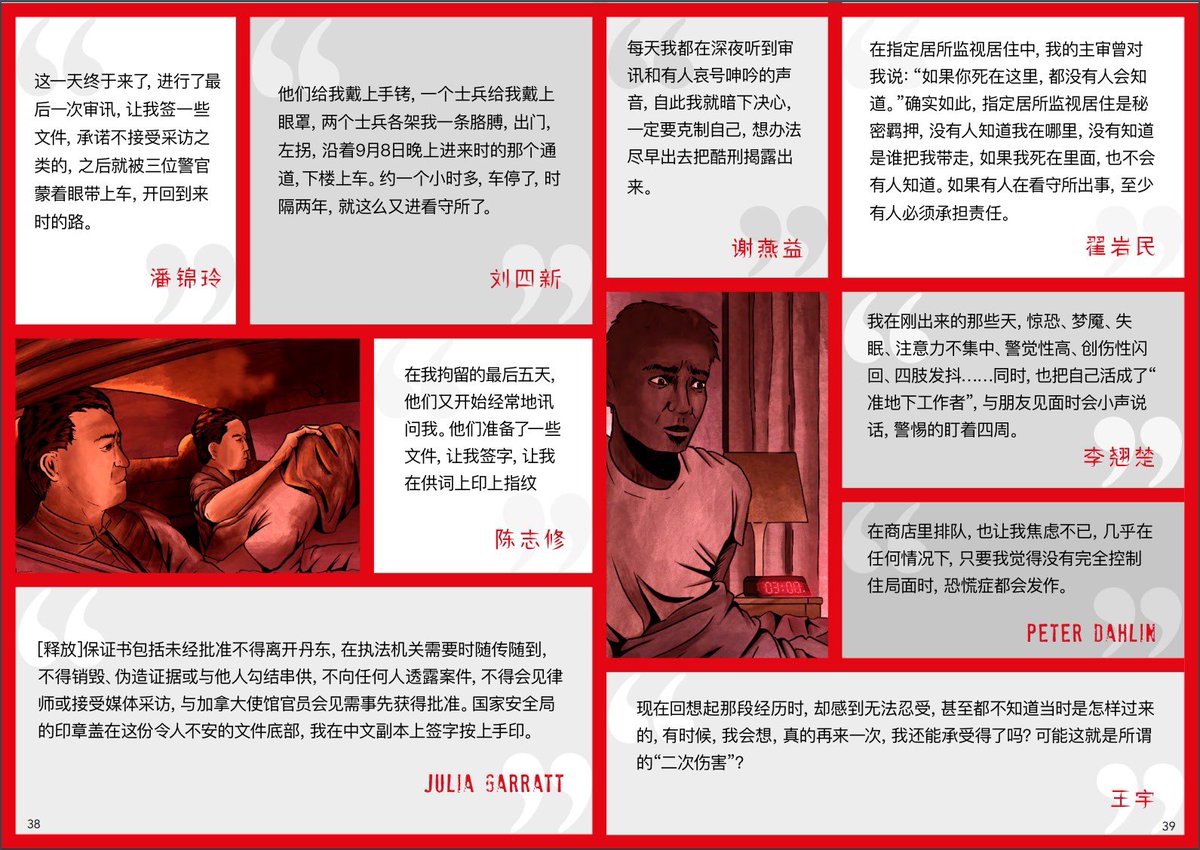 这一天终于来了, 进行了最
后一次审讯, 让我签一些
文件, 承诺不接受采访之
类的, 之后就被三位警官
蒙着眼带上车, 开回到来
时的路。
潘锦玲
他们给我戴上手铐, 一个士兵给我戴上
眼罩, 两个士兵各架我一条胳膊, 出门,
左拐, 沿着9月8日晚上进来时的那个通
道, 下楼上车。约一个小时多, 车停了, 时
隔两年, 就这么又进看守所了。
刘四新
在我拘留的最后五天,
他们又开始经常地讯
问我。他们准备了一些
文件, 让我签字, 让我
在供词上印上指纹
陈志修
[释放]保证书包括未经批准不得离开丹东, 在执法机关需要时随传随到,
不得销毁、伪造证据或与他人勾结串供, 不向任何人透露案件, 不得会见律
师或接受媒体采访, 与加拿大使馆官员会见需事先获得批准。国家安全局
的印章盖在这份令人不安的文件底部, 我在中文副本上签字按上手印。
JULIA GARRATT
38
每天我都在深夜听到审
讯和有人哀号呻吟的声
音, 自此我就暗下决心,
一定要克制自己, 想办法
尽早出去把酷刑揭露出
来。
谢燕益
在指定居所监视居住中, 我的主审曾对
我说: “如果你死在这里, 都没有人会知
道。”确实如此, 指定居所监视居住是秘
密羁押, 没有人知道我在哪里, 没有知道
是谁把我带走, 如果我死在里面, 也不会
有人知道。如果有人在看守所出事, 至少
有人必须承担责任。
翟岩民
03:00
我在刚出来的那些天, 惊恐、梦魇、失
眠、注意力不集中、警觉性高、创伤性闪
回、四肢发抖……同时, 也把自己活成了“
准地下工作者”, 与朋友见面时会小声说
话, 警惕的盯着四周。
李翘楚
在商店里排队, 也让我焦虑不已, 几乎在
任何情况下, 只要我觉得没有完全控制
住局面时, 恐慌症都会发作。
PETER DAHLIN
现在回想起那段经历时, 却感到无法忍受, 甚至都不知道当时是怎样过来
的, 有时候, 我会想, 真的再来一次, 我还能承受得了吗? 可能这就是所谓
的“二次伤害”?
王宇
39